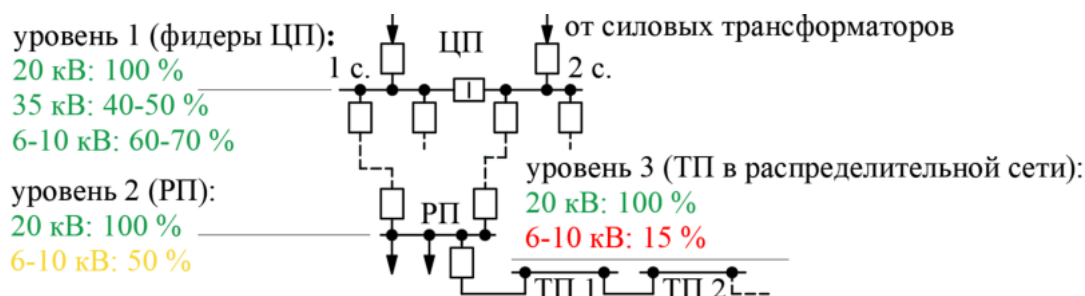 уровень 1 (фидеры ЦП):
20 кВ: 100 %
35 кВ: 40-50 %
6-10 кВ: 60-70 %
ЦП
от силовых трансформаторов
1 с.
2 с.
уровень 2 (РП):
20 кВ: 100 %
6-10 кВ: 50 %
РП
уровень 3 (ТП в распределительной сети):
20 кВ: 100 %
6-10 кВ: 15 %
ТП 1
ТП 2